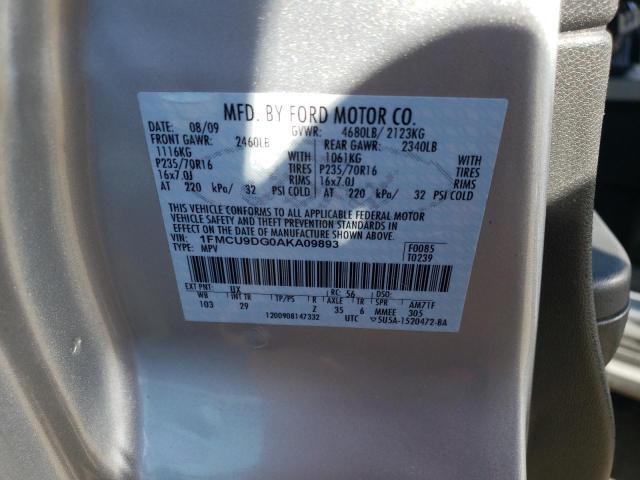 MFD. BY FORD MOTOR CO.
DATE: 08/09 GVWR: 4680LB/ 2123KG
FRONT GAWR: 2460LB REAR GAWR: 2340LB
1116KG WITH 1061KG WITH
P235/70R16 TIRES P235/70R16 TIRES
16x7.0J RIMS 16x7.0J RIMS
AT 220 kPa/ 32 PSI COLD AT 220 kPa/ 32 PSI COLD
THIS VEHICLE CONFORMS TO ALL APPLICABLE FEDERAL MOTOR
VEHICLE SAFETY AND THEFT PREVENTION STANDARDS IN
EFFECT ON THE DATE OF MANUFACTURE SHOWN ABOVE.
VIN: 1FMCU9DG0AKA09893 F0085
TYPE: MPV T0239
EXT PNT: UX RC: 56 DSO:
WB INT TR TP/PS R AXLE TR SPR AM71F
103 29 Z 35 6 MMEE 305
1200908147332 UTC 5U5A-1520472-BA